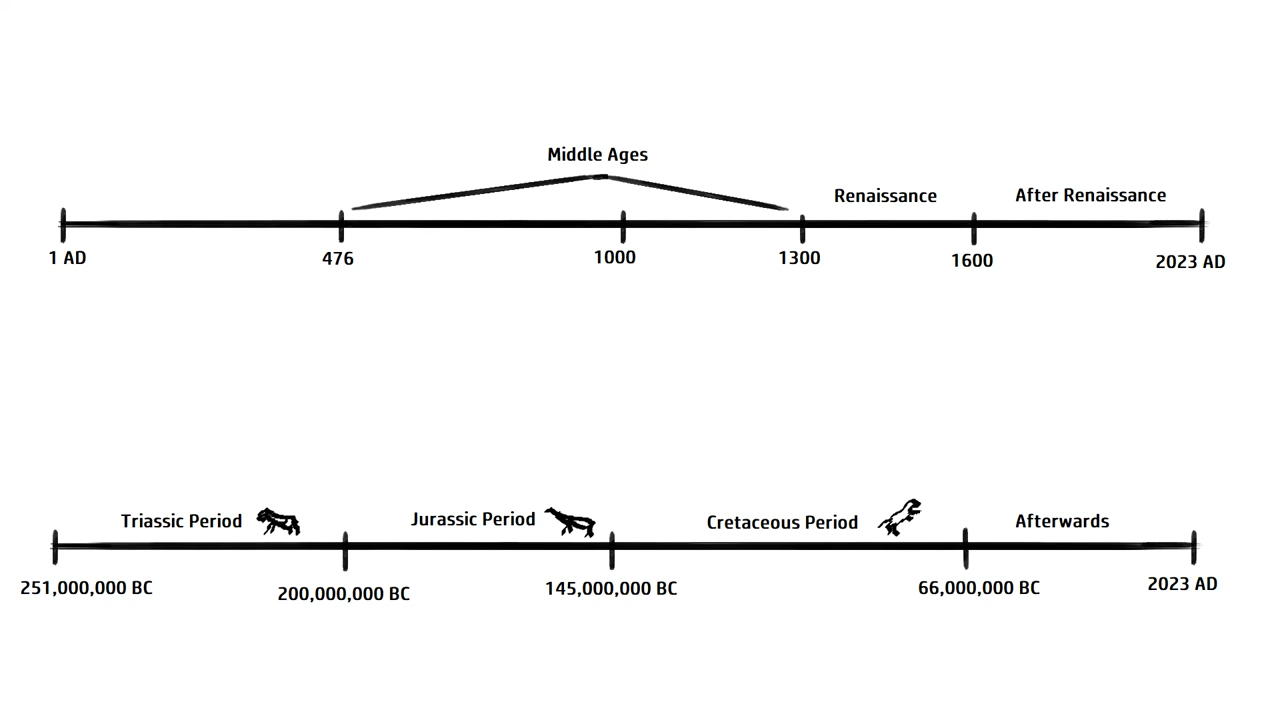 Middle Ages
Renaissance
After Renaissance
1 AD
476
1000
1300
1600
2023 AD
Triassic Period
Jurassic Period
Cretaceous Period
Afterwards
251,000,000 BC
200,000,000 BC
145,000,000 BC
66,000,000 BC
2023 AD